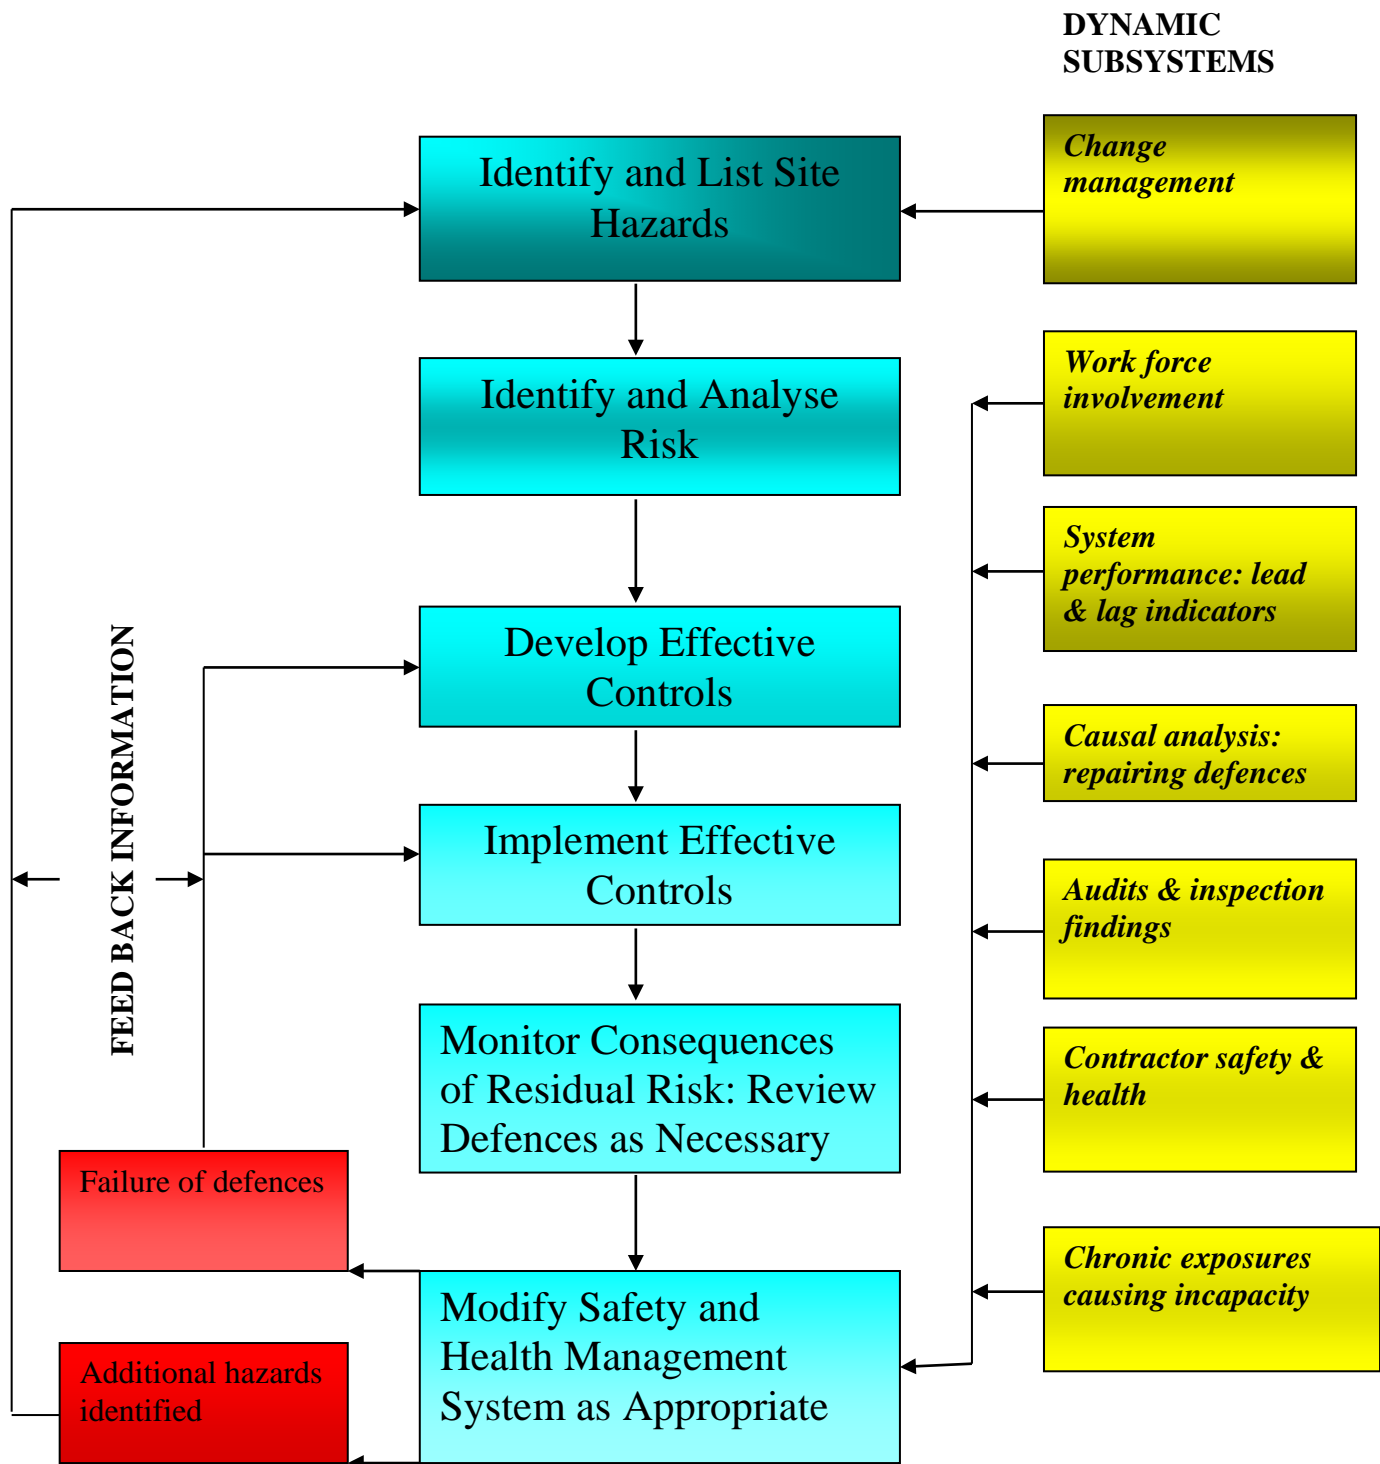 DYNAMIC
SUBSYSTEMS
Identify and List Site
Hazards
Change
management
Identify and Analyse
Risk
Work force
involvement
System
performance: lead
& lag indicators
Develop Effective
Controls
Causal analysis:
repairing defences
FEED BACK INFORMATION
Implement Effective
Controls
Audits & inspection
findings
Monitor Consequences
of Residual Risk: Review
Defences as Necessary
Contractor safety &
health
Failure of defences
Chronic exposures
causing incapacity
Modify Safety and
Health Management
System as Appropriate
Additional hazards
identified